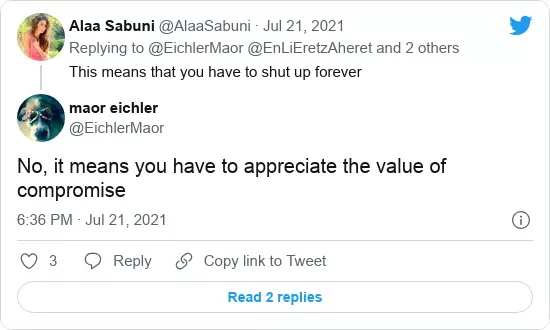 Alaa Sabuni @AlaaSabuni · Jul 21, 2021
Replying to @EichlerMaor @EnLiEretzAheret and 2 others
This means that you have to shut up forever
maor eichler
@EichlerMaor
No, it means you have to appreciate the value of
compromise
6:36 PM · Jul 21, 2021
3 Reply Copy link to Tweet
Read 2 replies